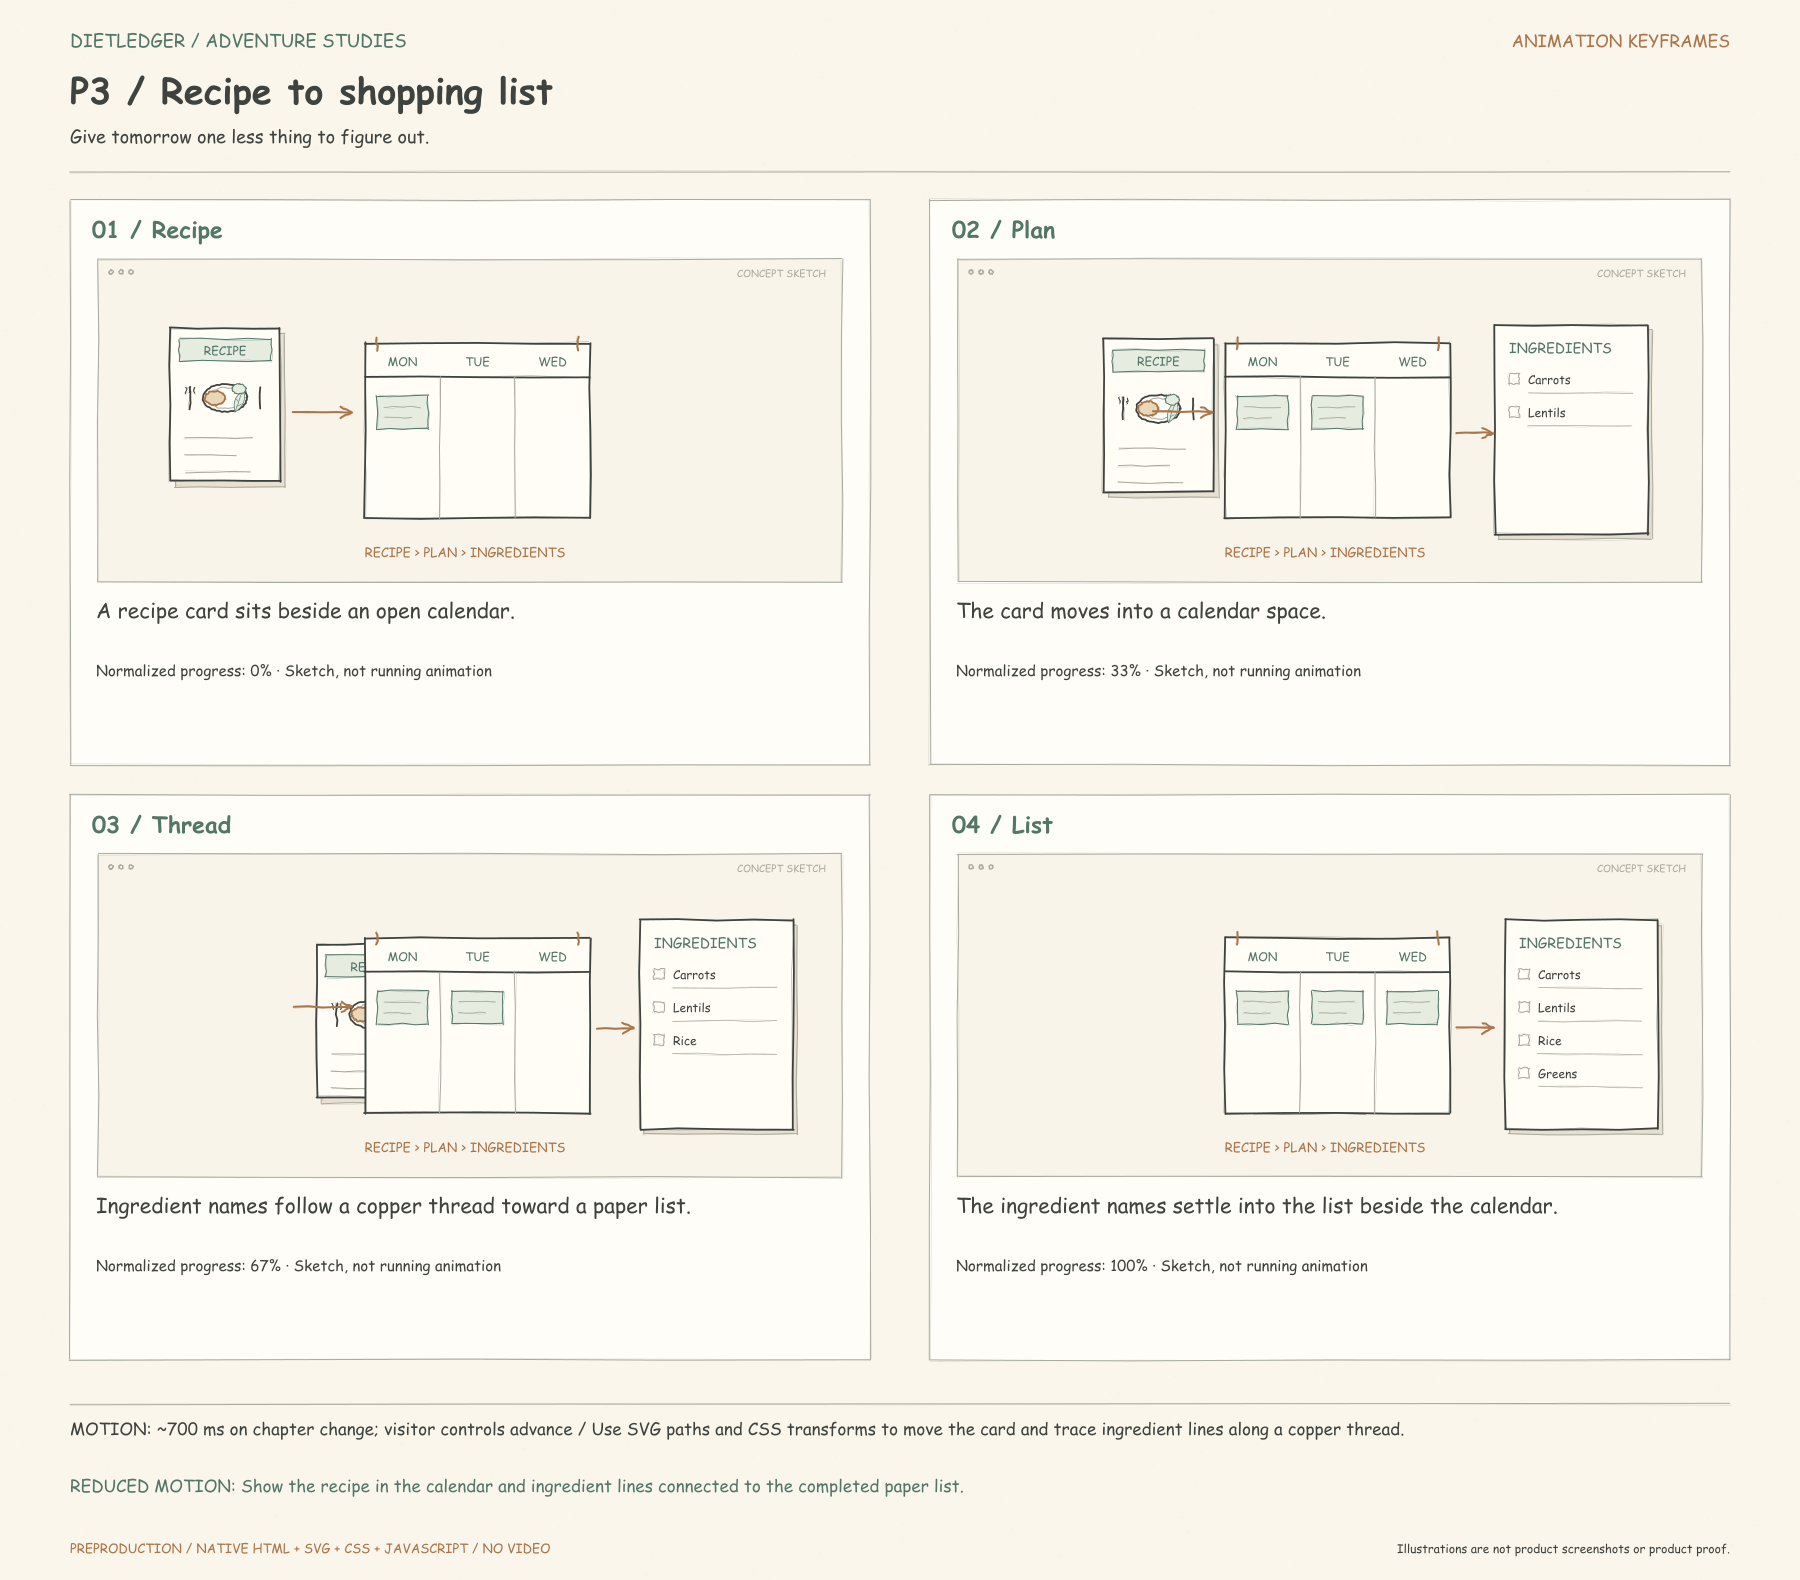 DIETLEDGER / ADVENTURE STUDIES
ANIMATION KEYFRAMES
P3 / Recipe to shopping list
Give tomorrow one less thing to figure out.
01 / Recipe
CONCEPT SKETCH
RECIPE
MON TUE WED
RECIPE > PLAN > INGREDIENTS
A recipe card sits beside an open calendar.
Normalized progress: 0% · Sketch, not running animation
02 / Plan
CONCEPT SKETCH
RECIPE
MON TUE WED
INGREDIENTS
Carrots
Lentils
RECIPE > PLAN > INGREDIENTS
The card moves into a calendar space.
Normalized progress: 33% · Sketch, not running animation
03 / Thread
CONCEPT SKETCH
RE
MON TUE WED
INGREDIENTS
Carrots
Lentils
Rice
RECIPE > PLAN > INGREDIENTS
Ingredient names follow a copper thread toward a paper list.
Normalized progress: 67% · Sketch, not running animation
04 / List
CONCEPT SKETCH
MON TUE WED
INGREDIENTS
Carrots
Lentils
Rice
Greens
RECIPE > PLAN > INGREDIENTS
The ingredient names settle into the list beside the calendar.
Normalized progress: 100% · Sketch, not running animation
MOTION: ~700 ms on chapter change; visitor controls advance / Use SVG paths and CSS transforms to move the card and trace ingredient lines along a copper thread.
REDUCED MOTION: Show the recipe in the calendar and ingredient lines connected to the completed paper list.
PREPRODUCTION / NATIVE HTML + SVG + CSS + JAVASCRIPT / NO VIDEO
Illustrations are not product screenshots or product proof.